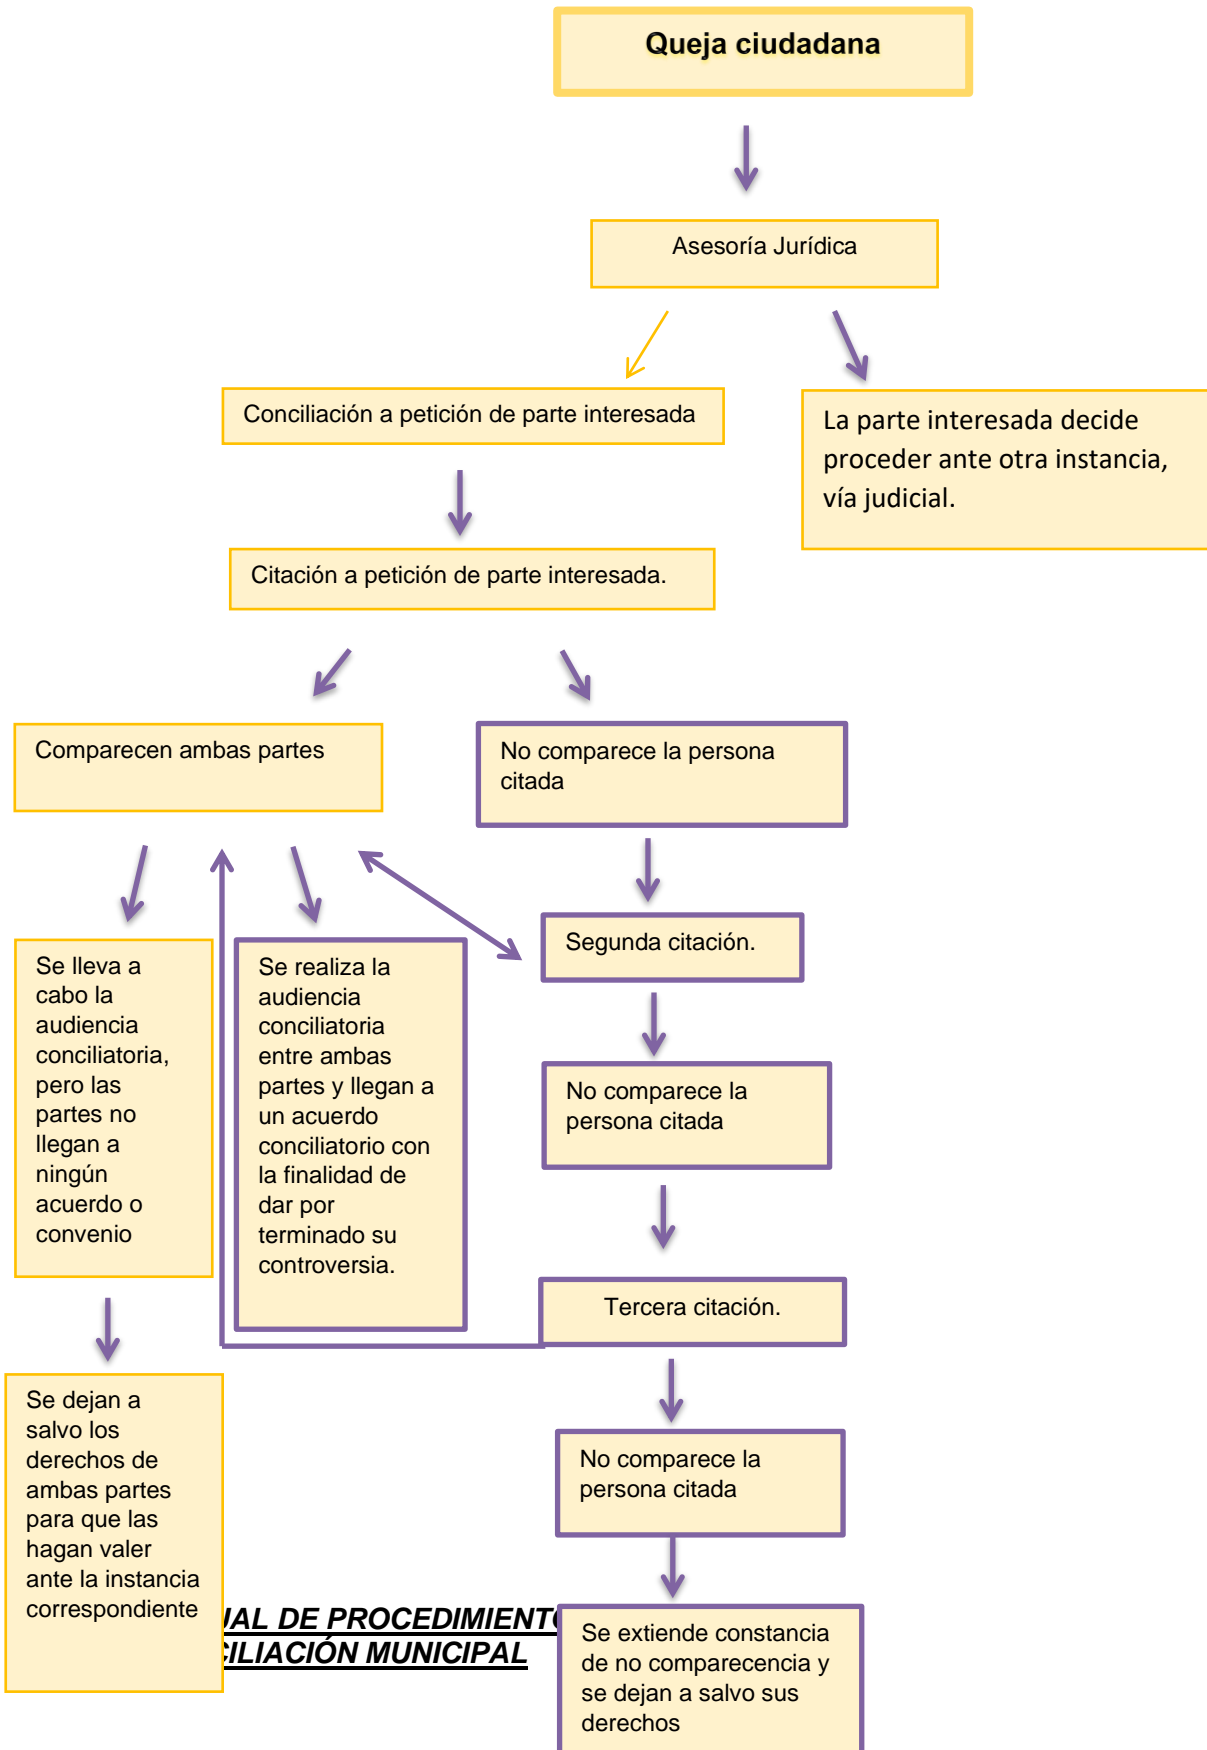 Queja ciudadana
Asesoría Jurídica
Conciliación a petición de parte interesada
La parte interesada decide
proceder ante otra instancia,
vía judicial.
Citación a petición de parte interesada.
Comparecen ambas partes
No comparece la persona
citada
Segunda citación.
Se lleva a
cabo la
audiencia
conciliatoria,
pero las
partes no
llegan a
ningún
acuerdo o
convenio
Se realiza la
audiencia
conciliatoria
entre ambas
partes y llegan a
un acuerdo
conciliatorio con
la finalidad de
dar por
terminado su
controversia.
No comparece la
persona citada
Tercera citación.
Se dejan a
salvo los
derechos de
ambas partes
para que las
hagan valer
ante la instancia
correspondiente
No comparece la
persona citada
UAL DE PROCEDIMIENTO
CILIACIÓN MUNICIPAL
Se extiende constancia
de no comparecencia y
se dejan a salvo sus
derechos